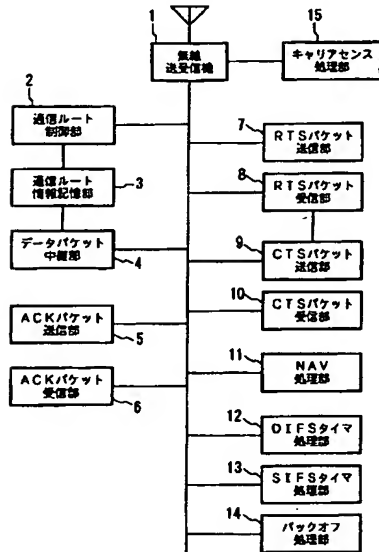 1
無線
送受信機
15
キャリアセンス
処理部
2
通信ルート
制御部
3
通信ルート
情報記憶部
データパケット
中継部
4
ACKパケット
送信部
5
ACKパケット
受信部
6
7
RTSパケット
送信部
8
RTSパケット
受信部
9
CTSパケット
送信部
10
CTSパケット
受信部
11
NAV
処理部
12
DIFSタイマ
処理部
13
SIFSタイマ
処理部
14
バックオフ
処理部